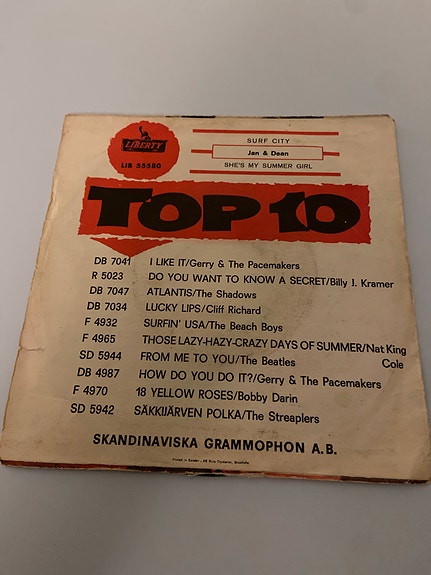 LIBERTY
LIB 55580
SURF CITY
Jan & Dean
SHE'S MY SUMMER GIRL
TOP 10
DB 7041 I LIKE IT/Gerry & The Pacemakers
R 5023 DO YOU WANT TO KNOW A SECRET/Billy J. Kramer
DB 7047 ATLANTIS/The Shadows
DB 7034 LUCKY LIPS/Cliff Richard
F 4932 SURFIN' USA/The Beach Boys
F 4965 THOSE LAZY-HAZY-CRAZY DAYS OF SUMMER/Nat King
Cole
SD 5944 FROM ME TO YOU/The Beatles
DB 4987 HOW DO YOU DO IT?/Gerry & The Pacemakers
F 4970 18 YELLOW ROSES/Bobby Darin
SD 5942 SÄKKIJÄRVEN POLKA/The Streaplers
SKANDINAVISKA GRAMMOPHON A.B.